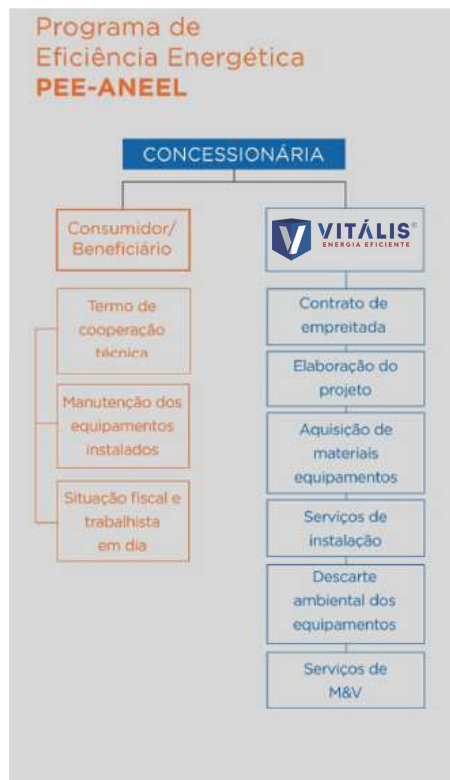 Programa de
Eficiência Energética
PEE-ANEEL
CONCESSIONÁRIA
Consumidor/
Beneficiário
Termo de
cooperação
técnica
Manutenção dos
equipamentos
instalados
Situação fiscal e
trabalhista
em dia
VITÁLIS®
ENERGIA EFICIENTE
Contrato de
empreitada
Elaboração do
projeto
Aquisição de
materiais
equipamentos
Serviços de
instalação
Descarte
ambiental dos
equipamentos
Serviços de
M&V